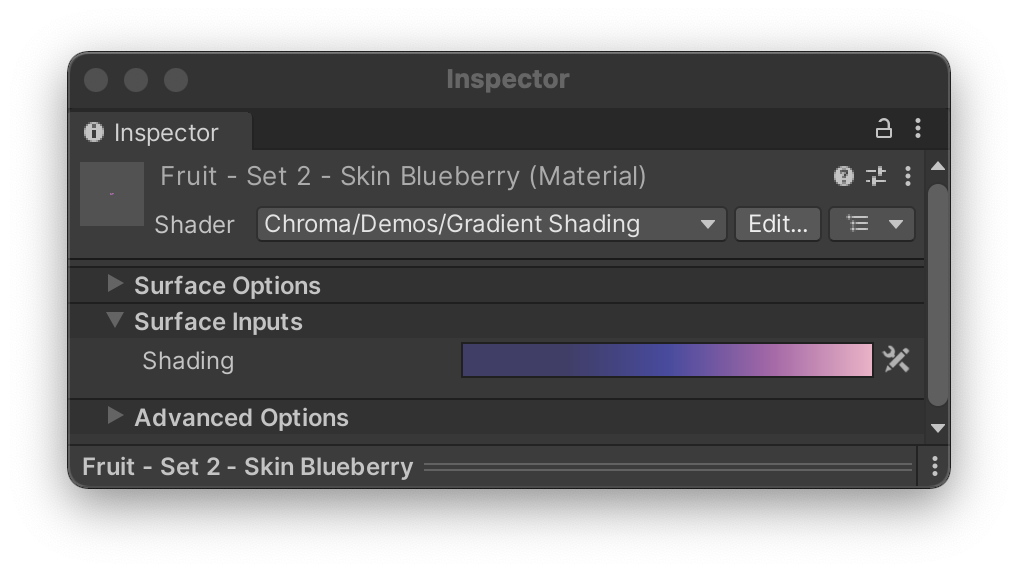 Inspector
Inspector
Fruit - Set 2 - Skin Blueberry (Material)
Shader Chroma/Demos/Gradient Shading Edit...
Surface Options
Surface Inputs
Shading
Advanced Options
Fruit - Set 2 - Skin Blueberry